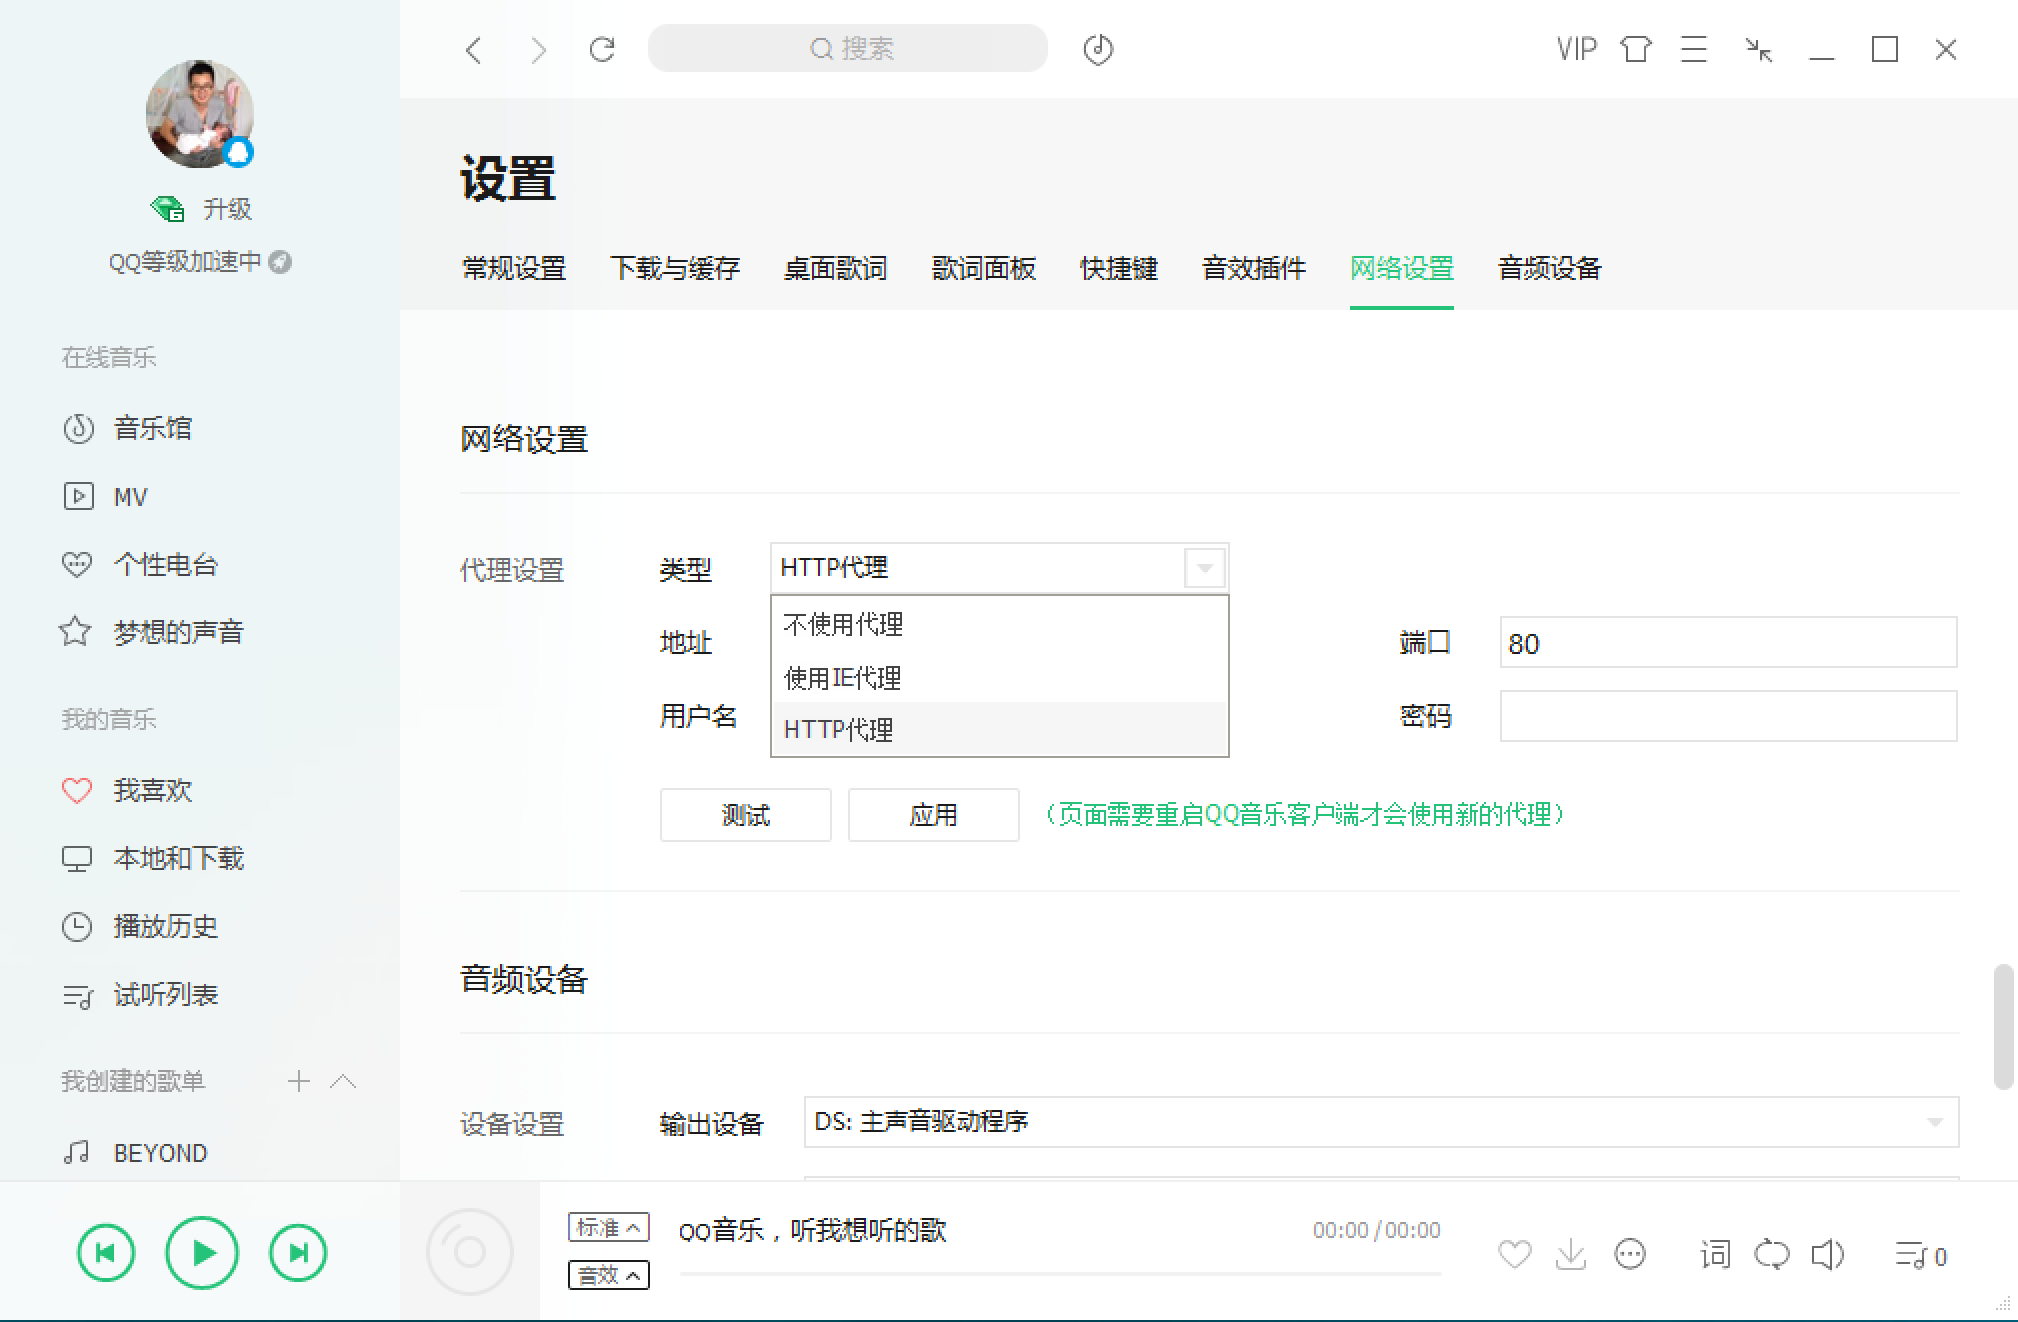 搜索
VIP
升级
QQ等级加速中
在线音乐
音乐馆
MV
个性电台
梦想的声音
我的音乐
我喜欢
本地和下载
播放历史
试听列表
我创建的歌单
BEYOND
设置
常规设置 下载与缓存 桌面歌词 歌词面板 快捷键 音效插件 网络设置 音频设备
网络设置
代理设置 类型 HTTP代理
不使用代理
使用IE代理
HTTP代理
地址 端口 80
用户名 密码
测试 应用 （页面需要重启QQ音乐客户端才会使用新的代理）
音频设备
设备设置 输出设备 DS: 主声音驱动程序
标准 QQ音乐，听我想听的歌 00:00/00:00
音效
词 0